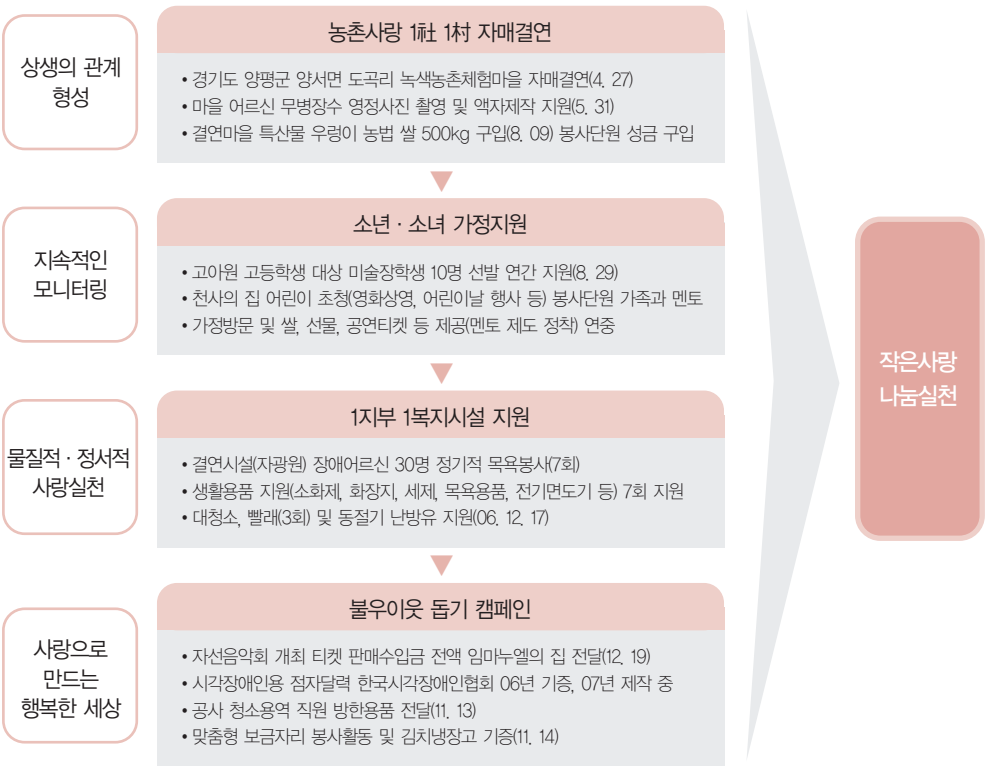 상생의 관계
형성
농촌사랑 1社 1村 자매결연
• 경기도 양평군 양서면 도곡리 녹색농촌체험마을 자매결연(4. 27)
• 마을 어르신 무병장수 영정사진 촬영 및 액자제작 지원(5. 31)
• 결연마을 특산물 우렁이 농법 쌀 500kg 구입(8. 09) 봉사단원 성금 구입
지속적인
모니터링
소년 · 소녀 가정지원
• 고아원 고등학생 대상 미술장학생 10명 선발 연간 지원(8. 29)
• 천사의 집 어린이 초청(영화상영, 어린이날 행사 등) 봉사단원 가족과 멘토
• 가정방문 및 쌀, 선물, 공연티켓 등 제공(멘토 제도 정착) 연중
물질적 · 정서적
사랑실천
1지부 1복지시설 지원
• 결연시설(자광원) 장애어르신 30명 정기적 목욕봉사(7회)
• 생활용품 지원(소화제, 화장지, 세제, 목욕용품, 전기면도기 등) 7회 지원
• 대청소, 빨래(3회) 및 동절기 난방유 지원(06. 12. 17)
사랑으로
만드는
행복한 세상
불우이웃 돕기 캠페인
• 자선음악회 개최 티켓 판매수입금 전액 임마누엘의 집 전달(12. 19)
• 시각장애인용 점자달력 한국시각장애인협회 06년 기증, 07년 제작 중
• 공사 청소용역 직원 방한용품 전달(11. 13)
• 맞춤형 보금자리 봉사활동 및 김치냉장고 기증(11. 14)
작은사랑
나눔실천